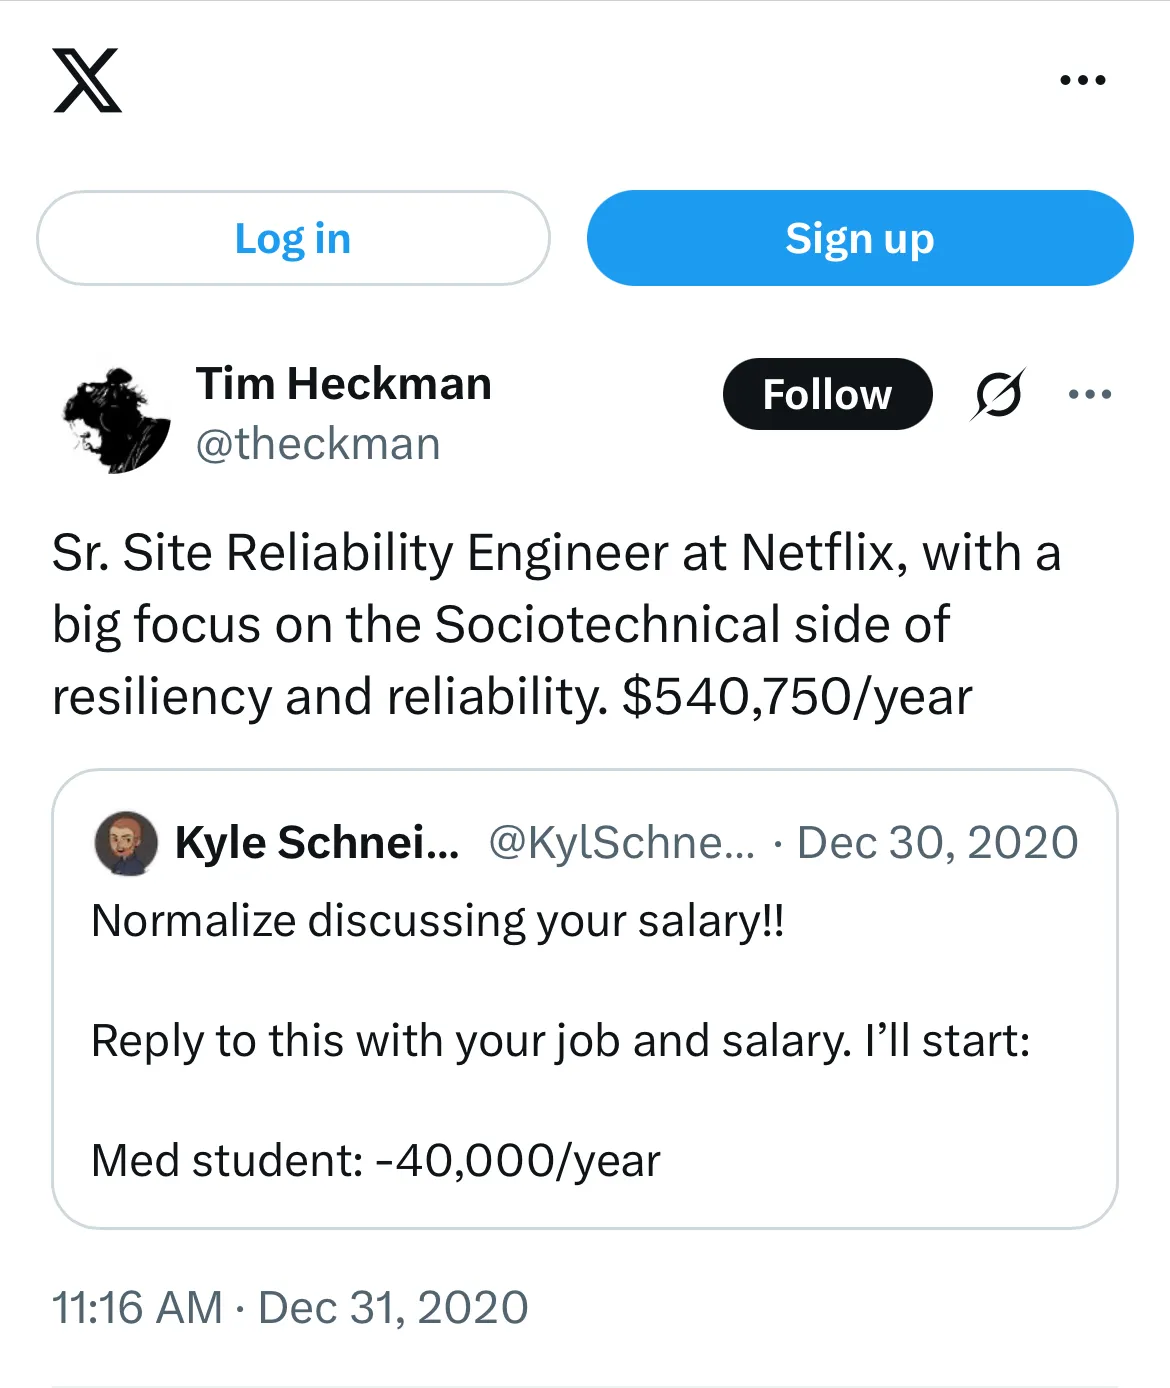 Log in
Sign up
Tim Heckman
@theckman
Follow
Sr. Site Reliability Engineer at Netflix, with a
big focus on the Sociotechnical side of
resiliency and reliability. $540,750/year
Kyle Schnei... @KylSchne... · Dec 30, 2020
Normalize discussing your salary!!
Reply to this with your job and salary. I’ll start:
Med student: -40,000/year
11:16 AM · Dec 31, 2020